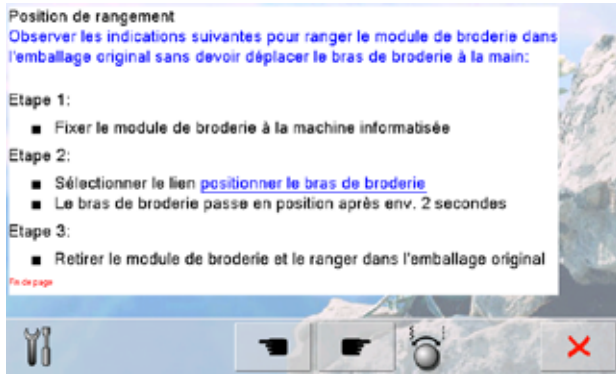 Position de rangement
Observer les indications suivantes pour ranger le module de broderie dans
l'emballage original sans devoir déplacer le bras de broderie à la main:
Etape 1:
■ Fixer le module de broderie à la machine informatisée
Etape 2:
■ Sélectionner le lien positionner le bras de broderie
■ Le bras de broderie passe en position après env. 2 secondes
Etape 3:
■ Retirer le module de broderie et le ranger dans l'emballage original
Fin de page